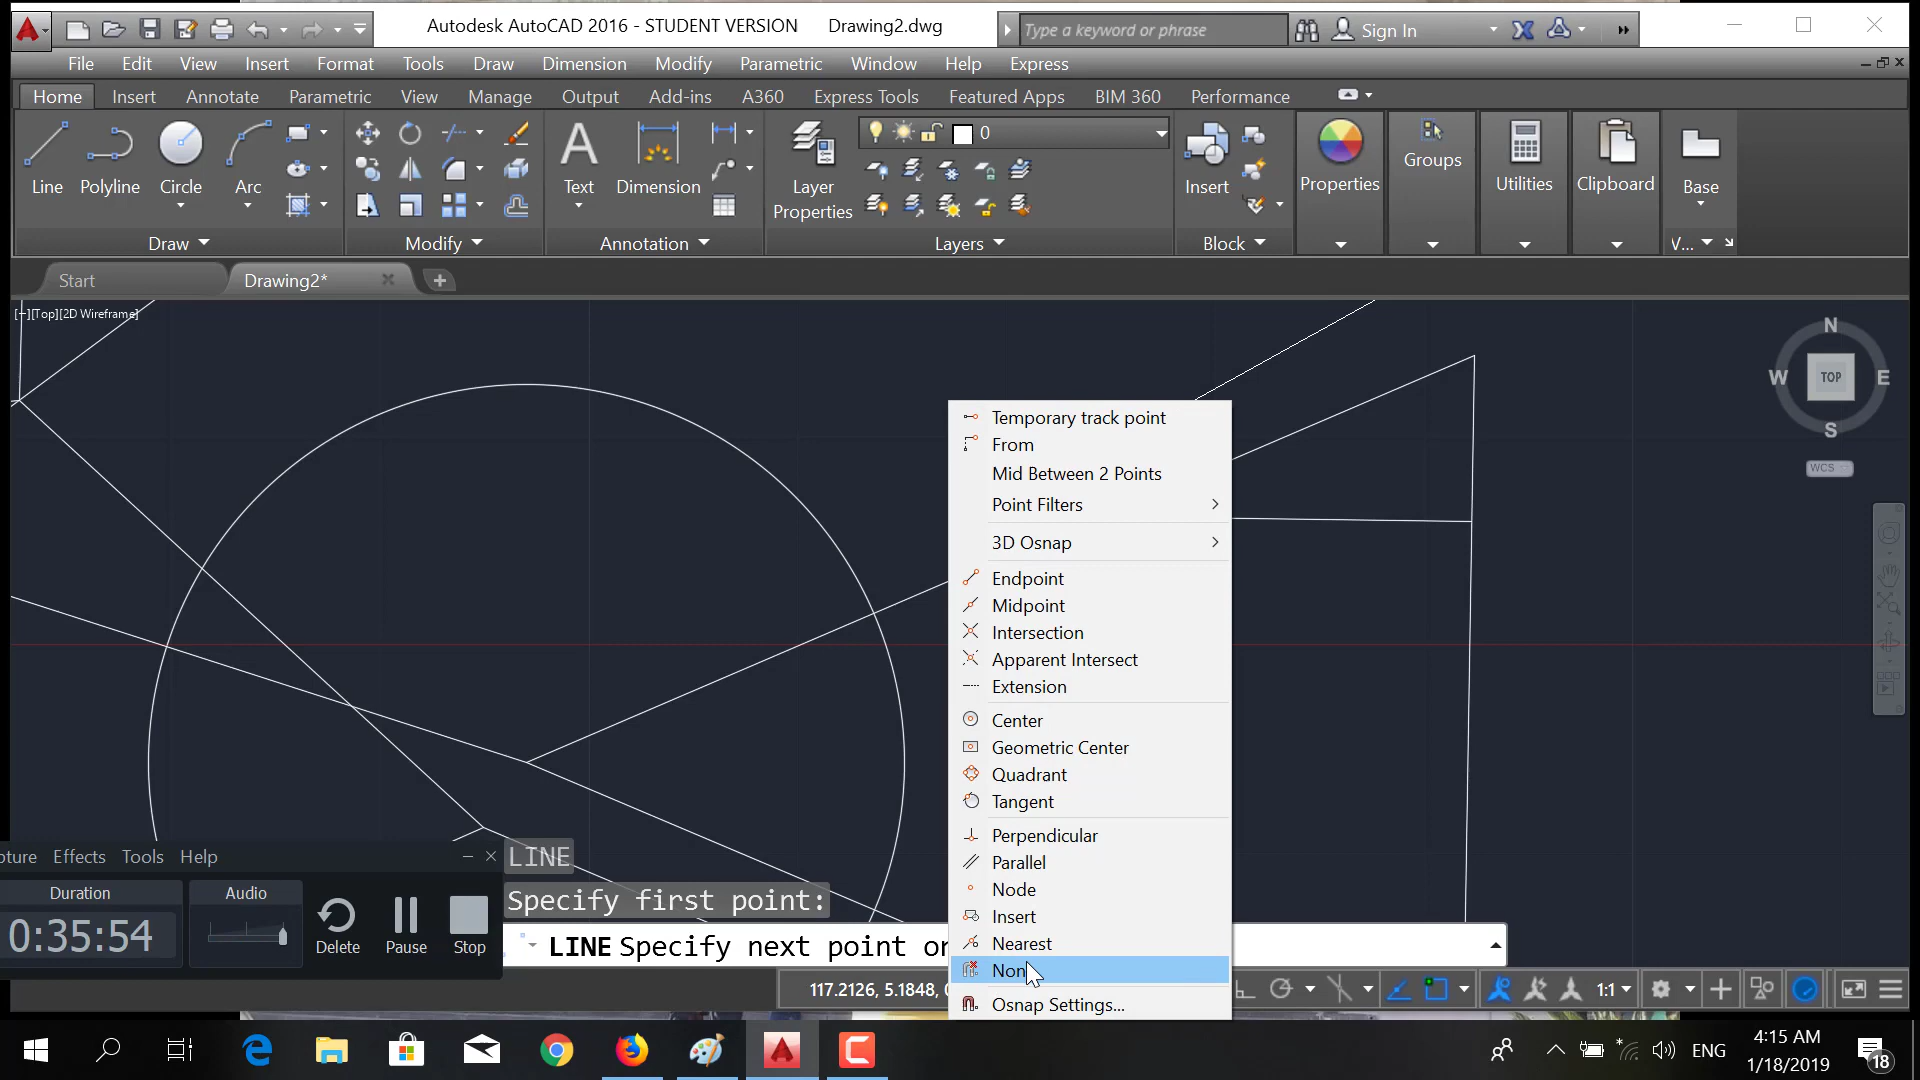 Autodesk AutoCAD 2016 - STUDENT VERSION Drawing2.dwg
Type a keyword or phrase
Sign In
File Edit View Insert Format Tools Draw Dimension Modify Parametric Window Help Express
Home Insert Annotate Parametric View Manage Output Add-ins A360 Express Tools Featured Apps BIM 360 Performance
0
Line Polyline Circle Arc
Text Dimension
Layer
Properties
Insert
Properties
Groups
Utilities
Clipboard
Base
Draw Modify Annotation Layers Block V...
Start Drawing2*
[−][Top][2D Wireframe]
N
W TOP E
S
WCS
Temporary track point
From
Mid Between 2 Points
Point Filters
3D Osnap
Endpoint
Midpoint
Intersection
Apparent Intersect
Extension
Center
Geometric Center
Quadrant
Tangent
Perpendicular
Parallel
Node
Insert
Nearest
Non
Osnap Settings...
pture Effects Tools Help
Duration Audio
0:35:54
Delete Pause Stop
LINE
Specify first point:
LINE Specify next point or
117.2126, 5.1848,
1:1
ENG
4:15 AM
1/18/2019
18